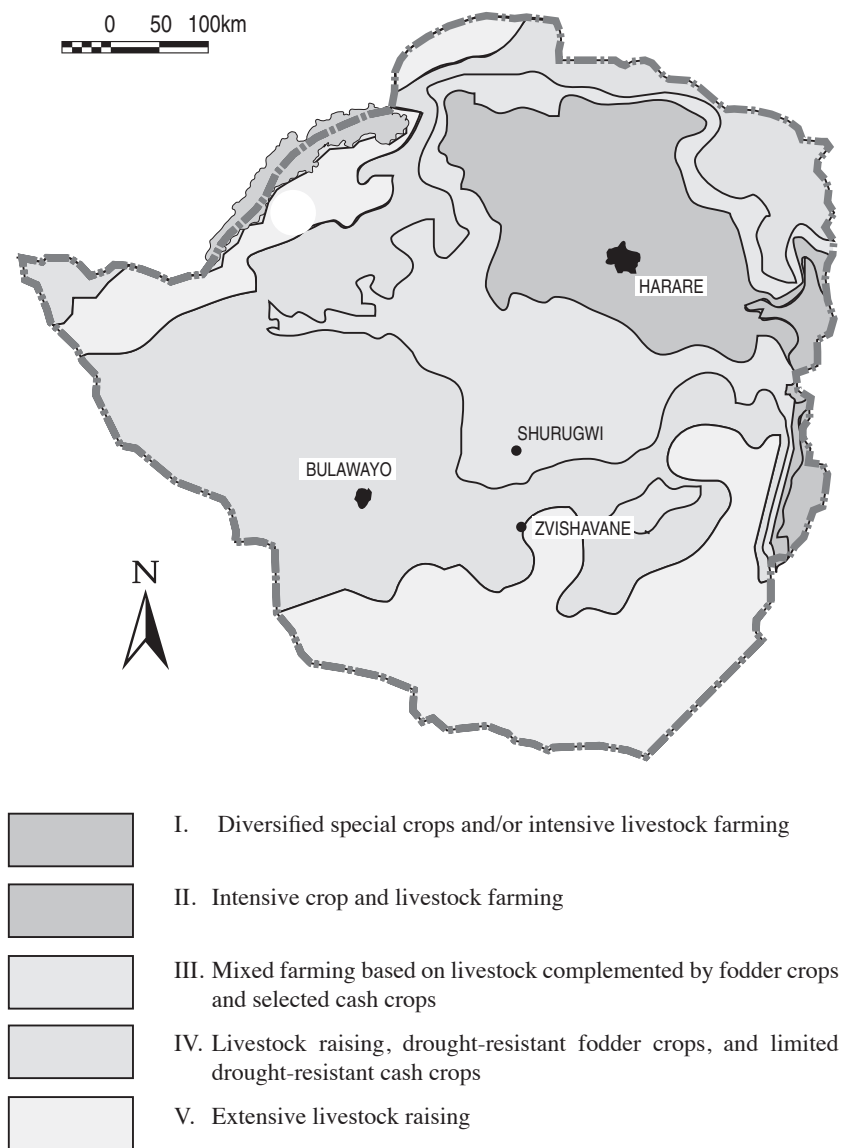 0 50 100km
HARARE
SHURUGWI
BULAWAYO
ZVISHAVANE
N
I. Diversified special crops and/or intensive livestock farming
II. Intensive crop and livestock farming
III. Mixed farming based on livestock complemented by fodder crops
and selected cash crops
IV. Livestock raising, drought-resistant fodder crops, and limited
drought-resistant cash crops
V. Extensive livestock raising